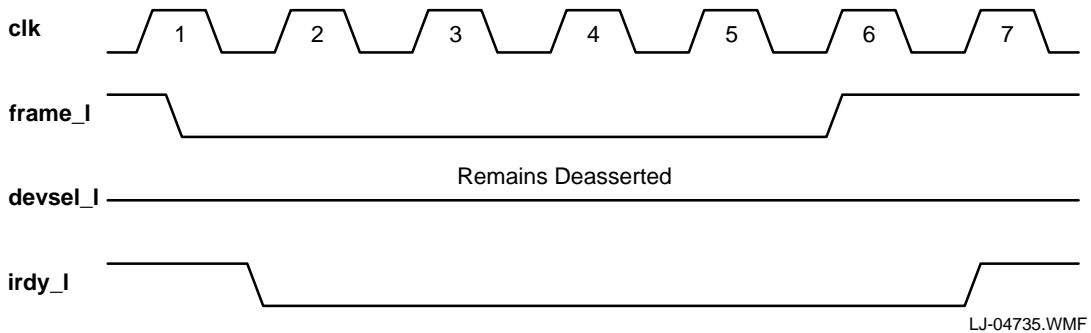 clk
1 2 3 4 5 6 7
frame_l
Remains Deasserted
devsel_l
irdy_l
LJ-04735.WMF